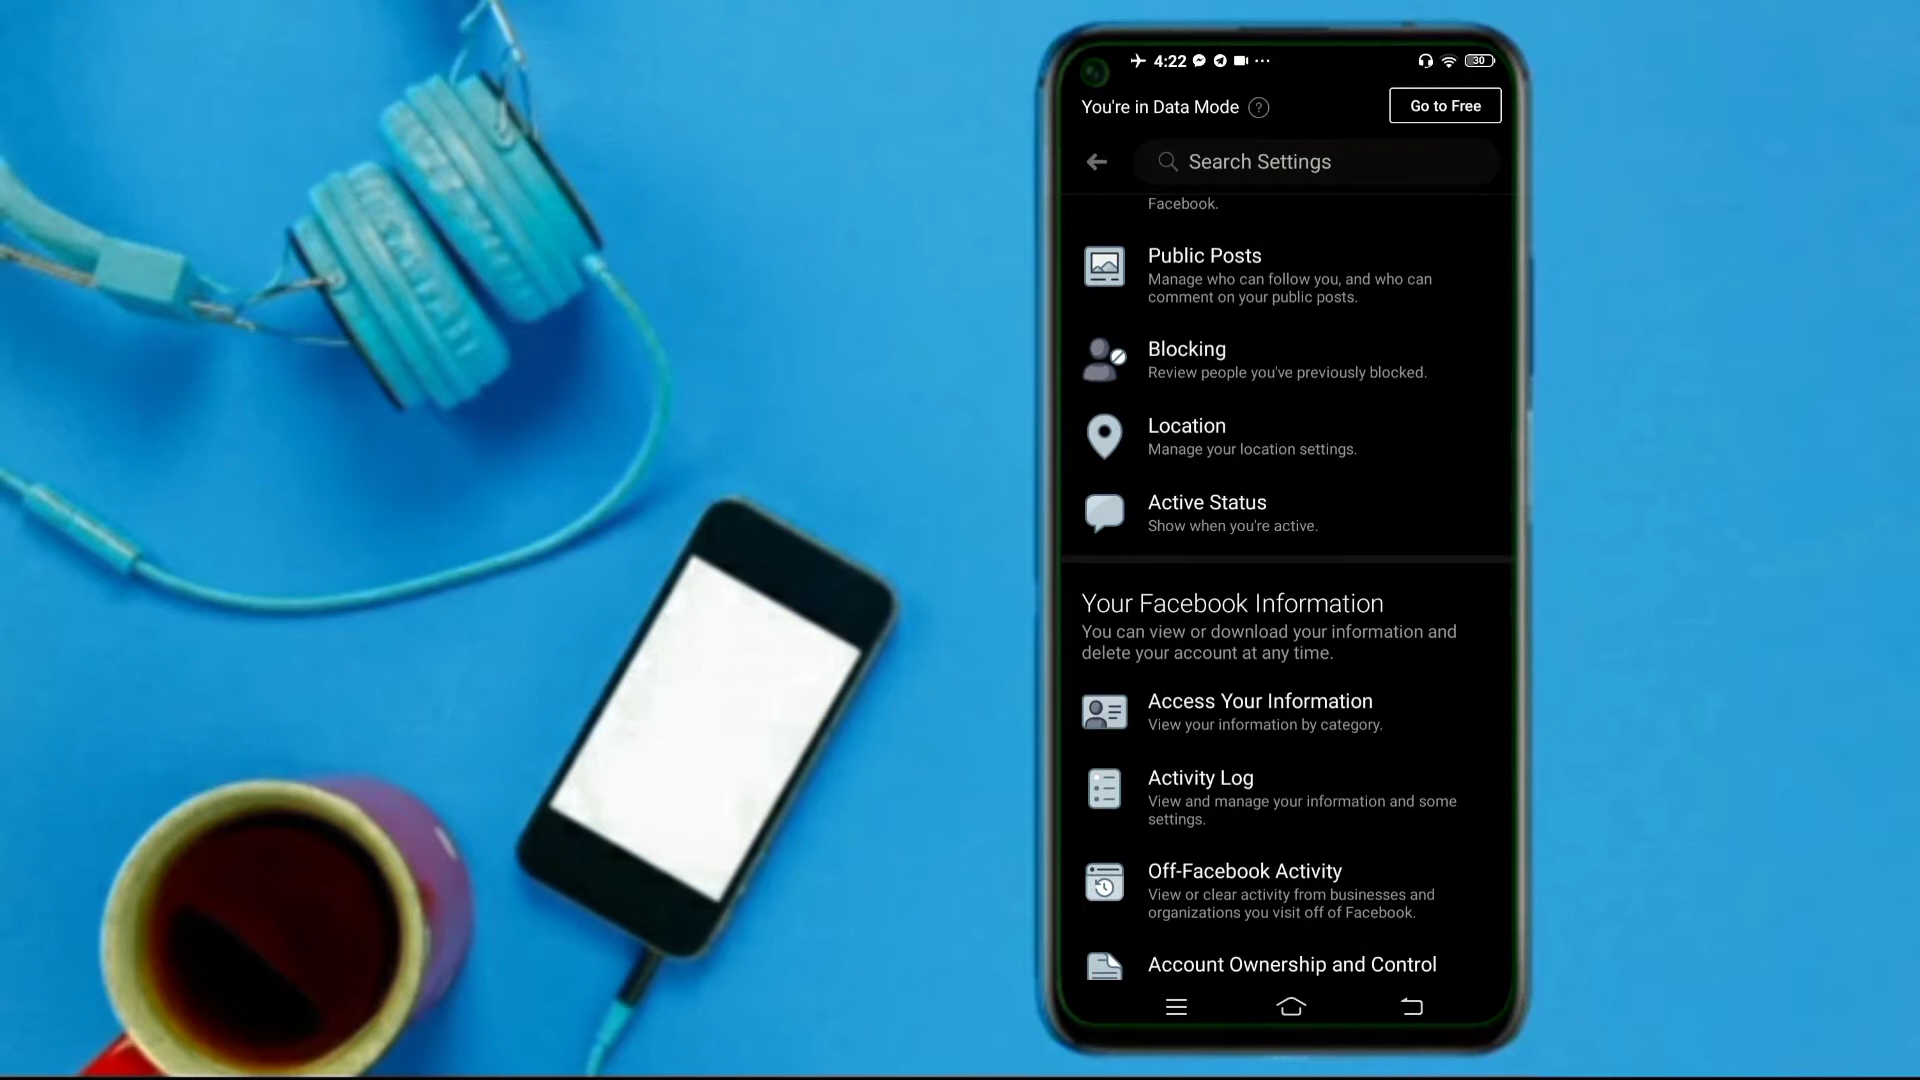 4:22
30
You're in Data Mode ?
Go to Free
Search Settings
Facebook.
Public Posts
Manage who can follow you, and who can
comment on your public posts.
Blocking
Review people you've previously blocked.
Location
Manage your location settings.
Active Status
Show when you're active.
Your Facebook Information
You can view or download your information and
delete your account at any time.
Access Your Information
View your information by category.
Activity Log
View and manage your information and some
settings.
Off-Facebook Activity
View or clear activity from businesses and
organizations you visit off of Facebook.
Account Ownership and Control